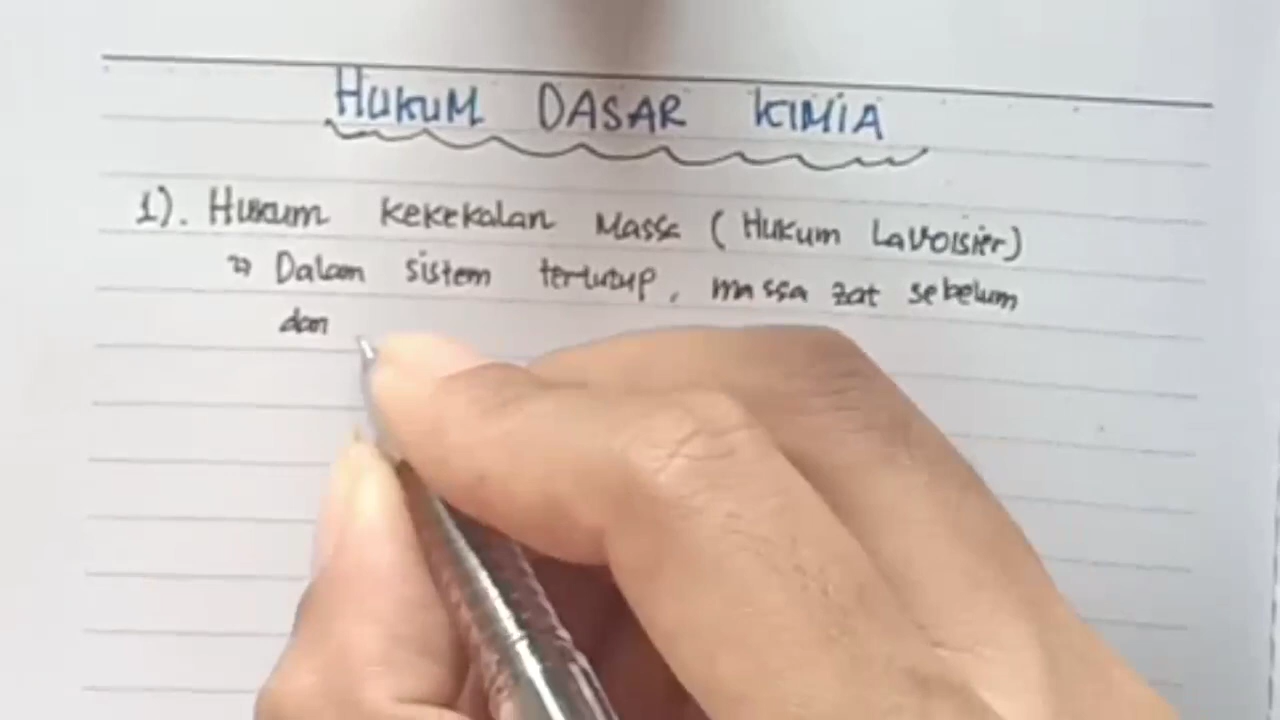 HUKUM DASAR KIMIA
1). Hukum kekekalan Massa (Hukum Lavoisier)
⇒ Dalam sistem tertutup, massa zat sebelum
dan